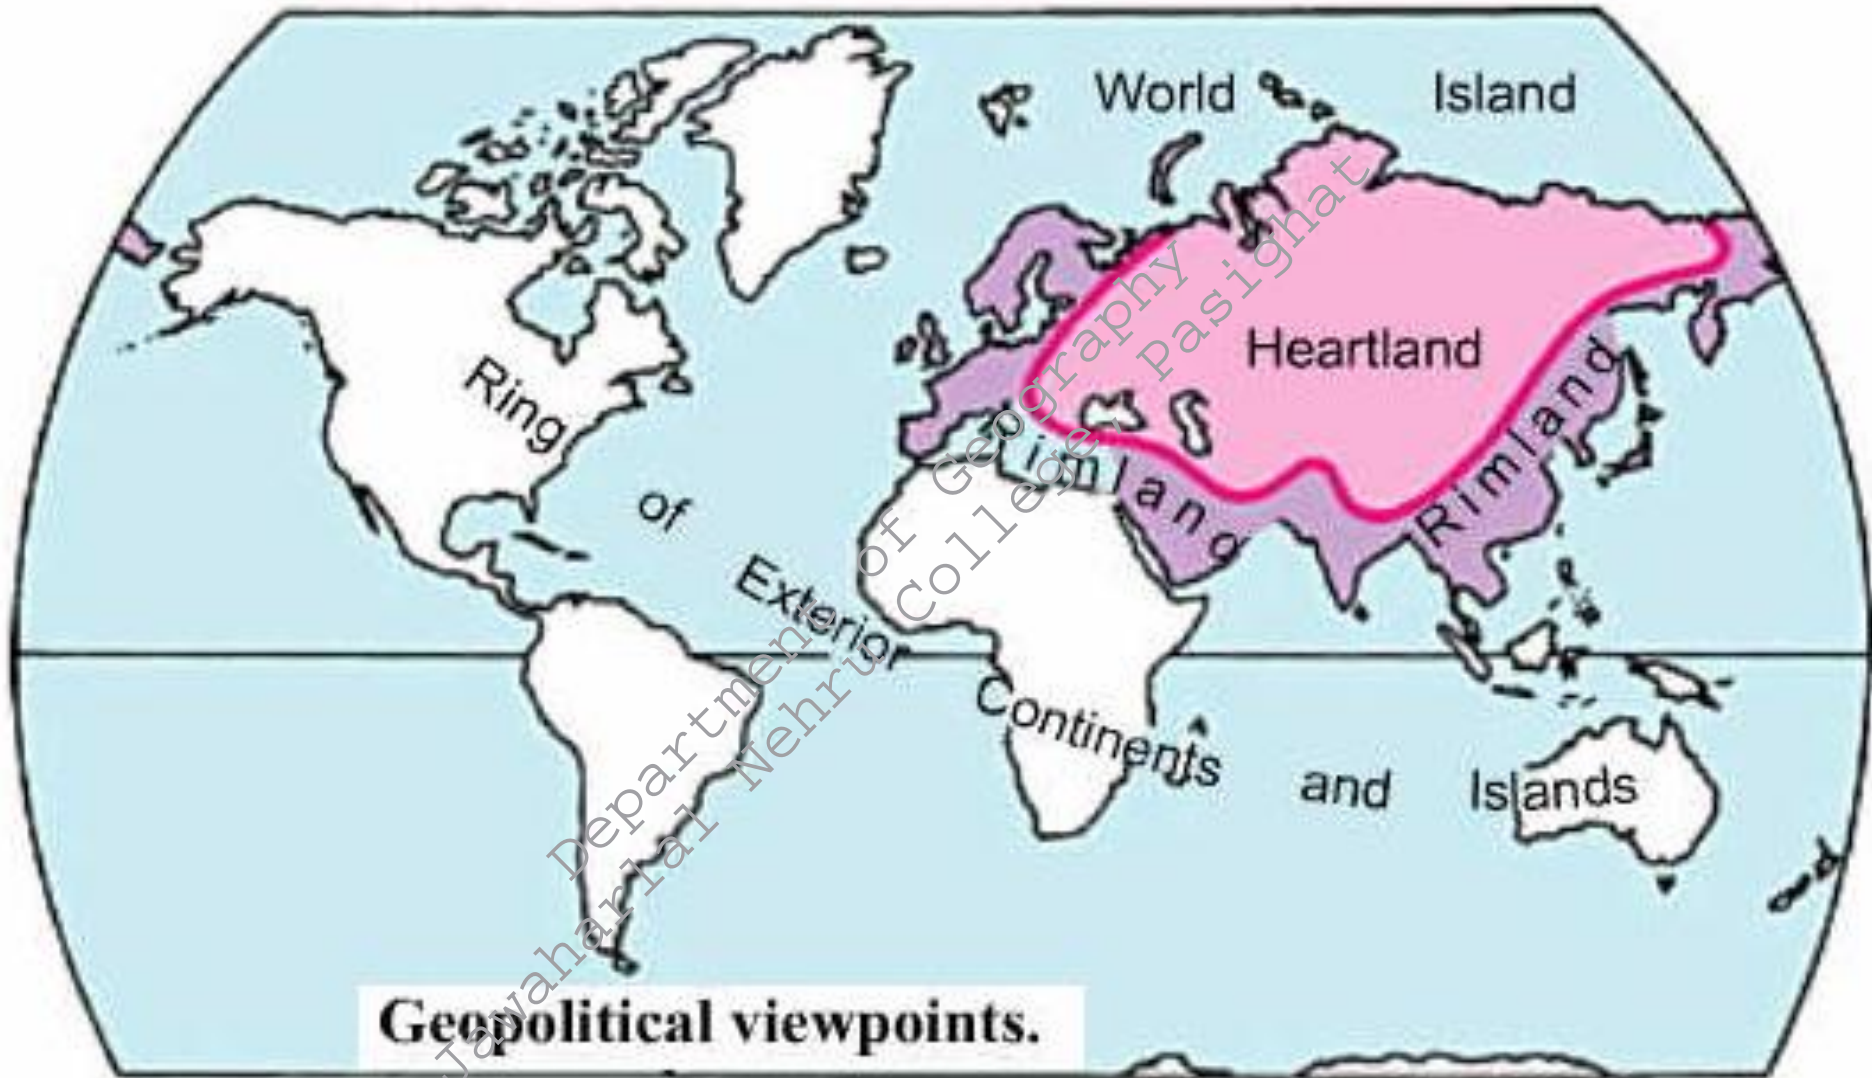 World Island
Heartland
Rimland
Rimland
Ring of Exterior Continents and Islands
Department of Geography
Jawaharlal Nehru College, Pasighat
Geopolitical viewpoints.